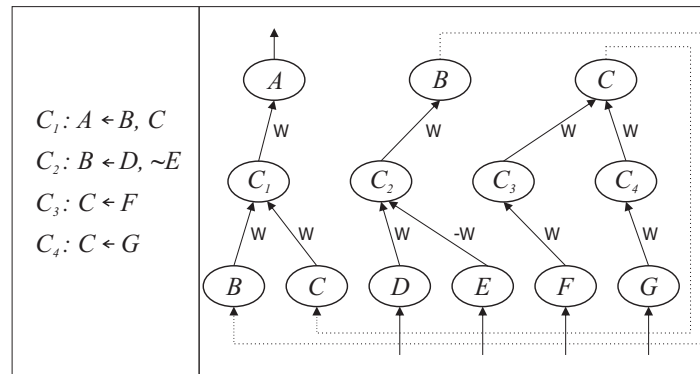 A B C
C₁: A ← B, C
W W W
C₂: B ← D, ~E
C₁ C₂ C₃ C₄
C₃: C ← F
W W W -W W W
C₄: C ← G
B C D E F G